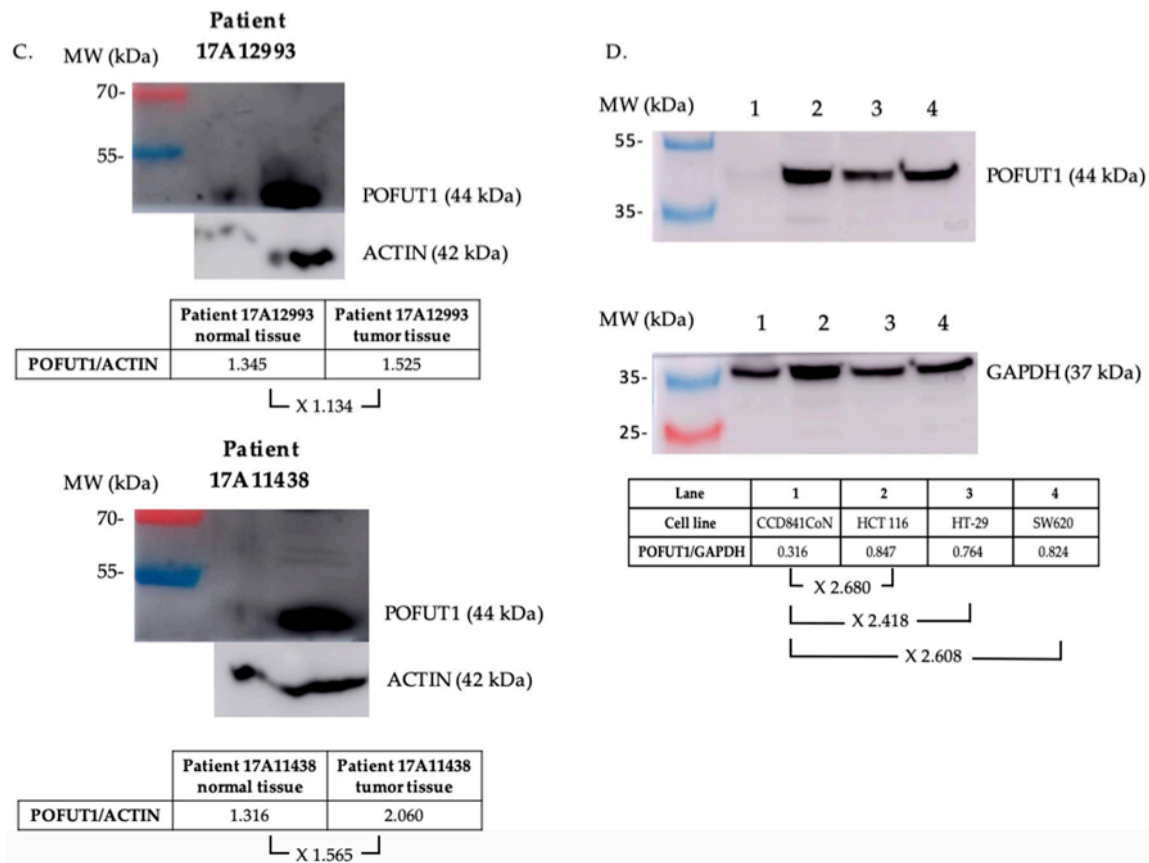 C.
Patient
17A12993
MW (kDa)
70-
55-
POFUT1 (44 kDa)
ACTIN (42 kDa)
Patient 17A12993 normal tissue Patient 17A12993 tumor tissue
POFUT1/ACTIN 1.345 1.525
X 1.134
Patient
17A11438
MW (kDa)
70-
55-
POFUT1 (44 kDa)
ACTIN (42 kDa)
Patient 17A11438 normal tissue Patient 17A11438 tumor tissue
POFUT1/ACTIN 1.316 2.060
X 1.565
D.
MW (kDa) 1 2 3 4
55-
POFUT1 (44 kDa)
35-
MW (kDa) 1 2 3 4
35-
GAPDH (37 kDa)
25-
Lane 1 2 3 4
Cell line CCD841CoN HCT 116 HT-29 SW620
POFUT1/GAPDH 0.316 0.847 0.764 0.824
X 2.680
X 2.418
X 2.608